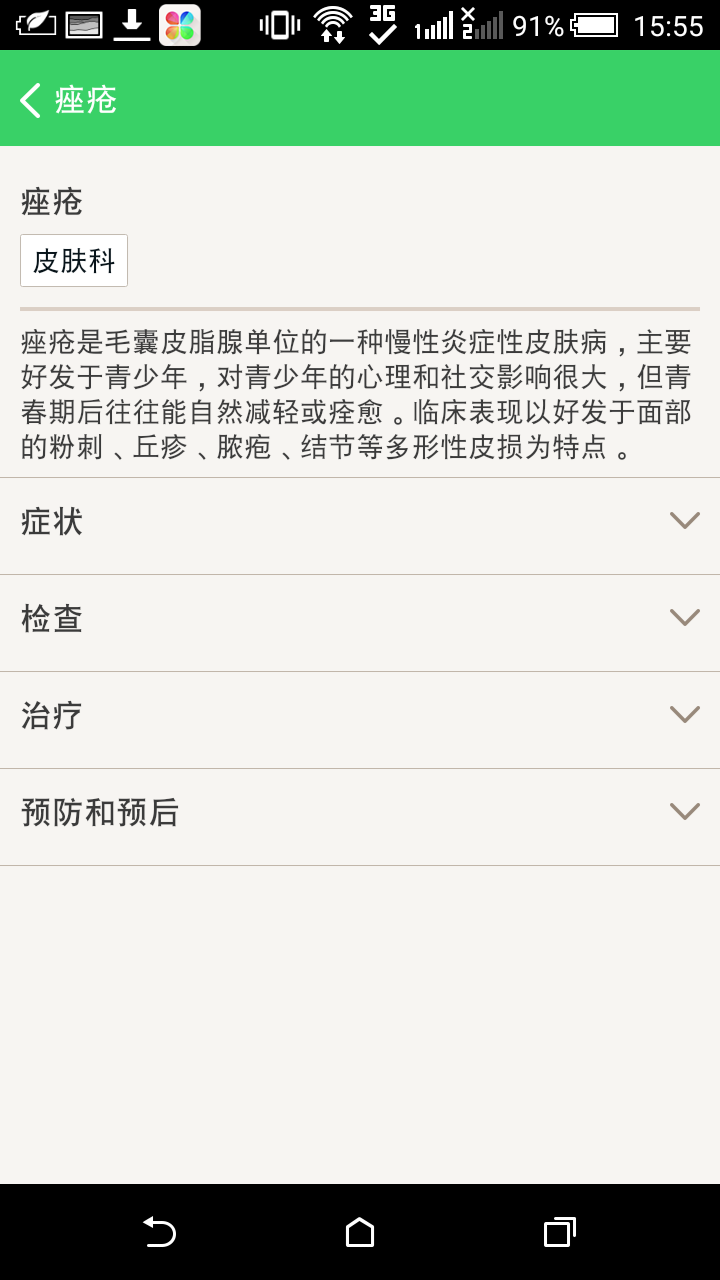 3G
1
2
91%
15:55
痤疮
痤疮
皮肤科
痤疮是毛囊皮脂腺单位的一种慢性炎症性皮肤病，主要
好发于青少年，对青少年的心理和社交影响很大，但青
春期后往往能自然减轻或痊愈。临床表现以好发于面部
的粉刺、丘疹、脓疱、结节等多形性皮损为特点。
症状
检查
治疗
预防和预后